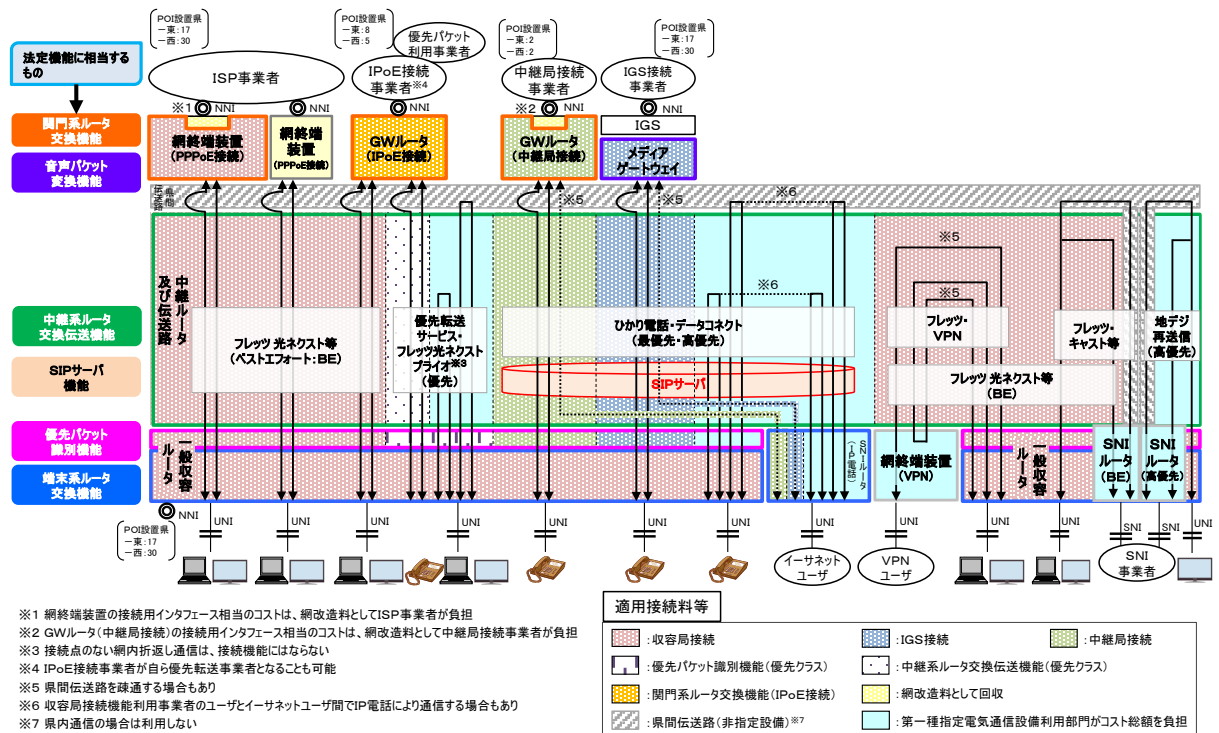 POI設置県
ー東:17
ー西:30
POI設置県
ー東:8
ー西:5
優先パケット
利用事業者
POI設置県
ー東:2
ー西:2
POI設置県
ー東:17
ー西:30
法定機能に相当する
もの
ISP事業者
IPoE接続
事業者※4
中継局接続
事業者
IGS接続
事業者
※1
NNI
NNI
NNI
※2
NNI
NNI
関門系ルータ
交換機能
網終端装置
(PPPoE接続)
網終端
装置
(PPPoE接続)
GWルータ
(IPoE接続)
GWルータ
(中継局接続)
IGS
メディア
ゲートウェイ
音声パケット
変換機能
県間
伝送路
※5
※5
※6
中継ルータ
及び伝送路
※5
※6
※5
中継系ルータ
交換伝送機能
フレッツ 光ネクスト等
(ベストエフォート:BE)
優先転送
サービス・
フレッツ光ネクスト
プライオ※3
(優先)
ひかり電話・データコネクト
(最優先・高優先)
フレッツ・
VPN
フレッツ・
キャスト等
地デジ
再送信
(高優先)
SIPサーバ
機能
SIPサーバ
フレッツ 光ネクスト等
(BE)
優先パケット
識別機能
端末系ルータ
交換機能
一般収容
ルータ
SNIルータ
(IP電話)
網終端装置
(VPN)
一般収容
ルータ
SNI
ルータ
(BE)
SNI
ルータ
(高優先)
NNI
POI設置県
ー東:17
ー西:30
UNI
UNI
UNI
UNI
UNI
UNI
UNI
UNI
UNI
UNI
SNI
SNI
UNI
イーサネット
ユーザ
VPN
ユーザ
SNI
事業者
※1 網終端装置の接続用インタフェース相当のコストは、網改造料としてISP事業者が負担
※2 GWルータ(中継局接続)の接続用インタフェース相当のコストは、網改造料として中継局接続事業者が負担
※3 接続点のない網内折返し通信は、接続機能にはならない
※4 IPoE接続事業者が自ら優先転送事業者となることも可能
※5 県間伝送路を疎通する場合もあり
※6 収容局接続機能利用事業者のユーザとイーサネットユーザ間でIP電話により通信する場合もあり
※7 県内通信の場合は利用しない
適用接続料等
:収容局接続
:IGS接続
:中継局接続
:優先パケット識別機能(優先クラス)
:中継系ルータ交換伝送機能(優先クラス)
:関門系ルータ交換機能(IPoE接続)
:網改造料として回収
:県間伝送路(非指定設備)※7
:第一種指定電気通信設備利用部門がコスト総額を負担